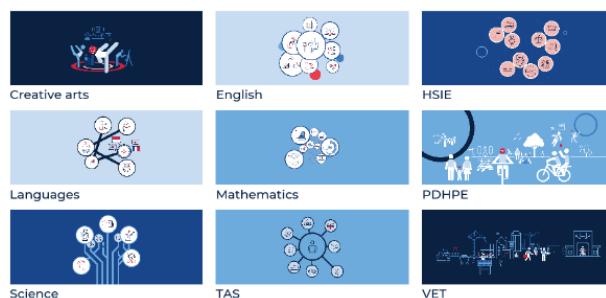 Creative arts
English
HSIE
Languages
Mathematics
PDHPE
Science
TAS
VET